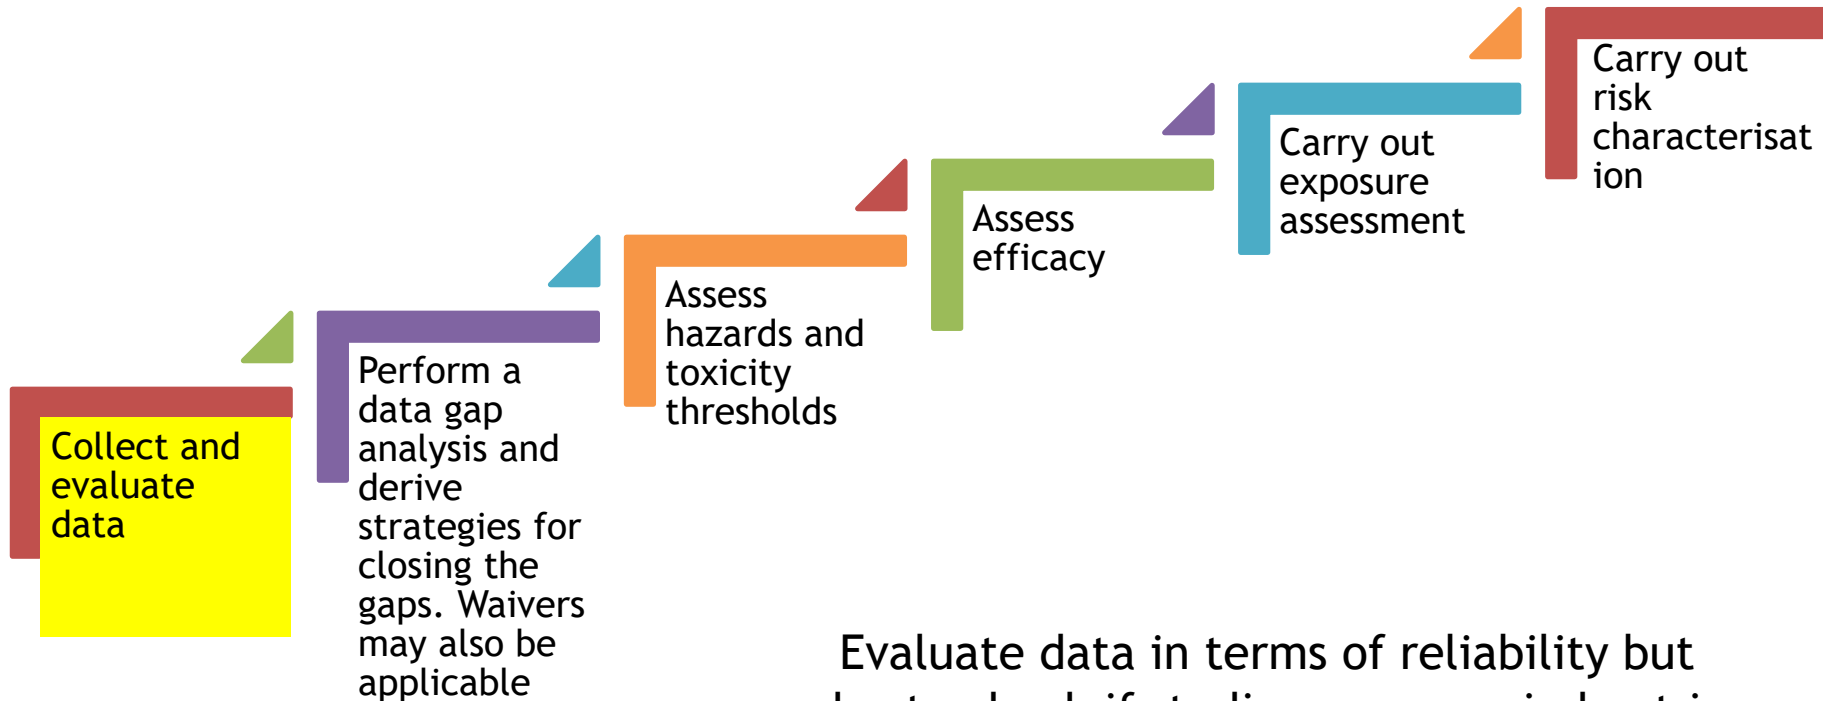 Collect and
evaluate
data
Perform a
data gap
analysis and
derive
strategies for
closing the
gaps. Waivers
may also be
applicable
Assess
hazards and
toxicity
thresholds
Assess
efficacy
Carry out
exposure
assessment
Carry out
risk
characterisat
ion
Evaluate data in terms of reliability but